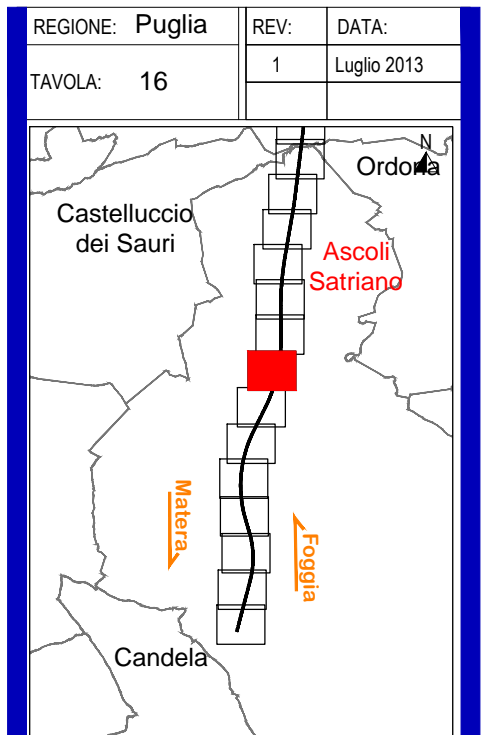 REGIONE: Puglia
REV:
DATA:
TAVOLA: 16
1
Luglio 2013
N
Ordona
Castelluccio
dei Sauri
Ascoli
Satriano
Matera
Foggia
Candela